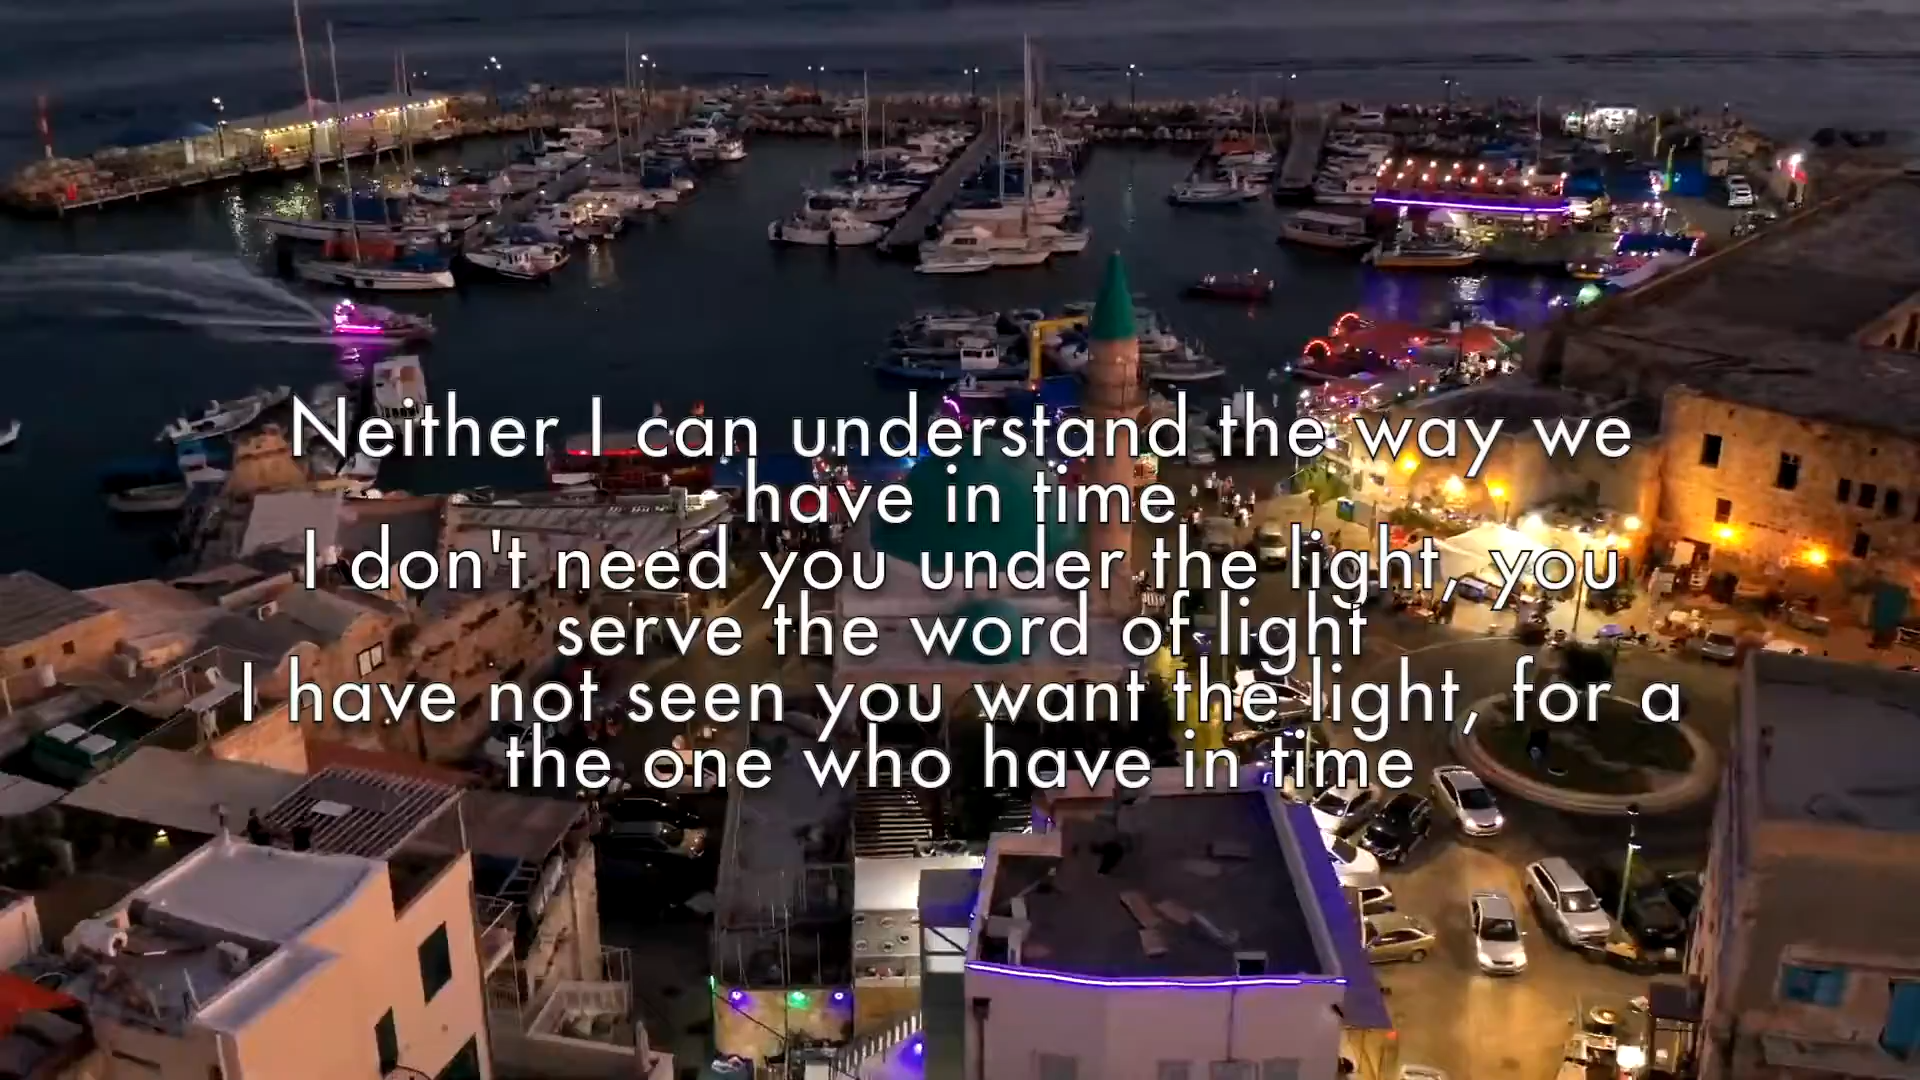 Neither I can understand the way we
have in time
I don't need you under the light, you
serve the word of light
I have not seen you want the light, for a
the one who have in time